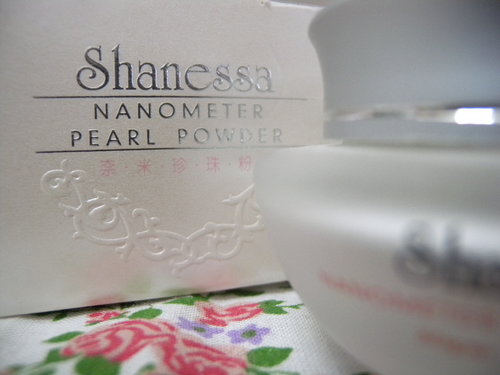 Shanessa
NANOMETER
PEARL POWDER
奈·米·珍·珠·粉